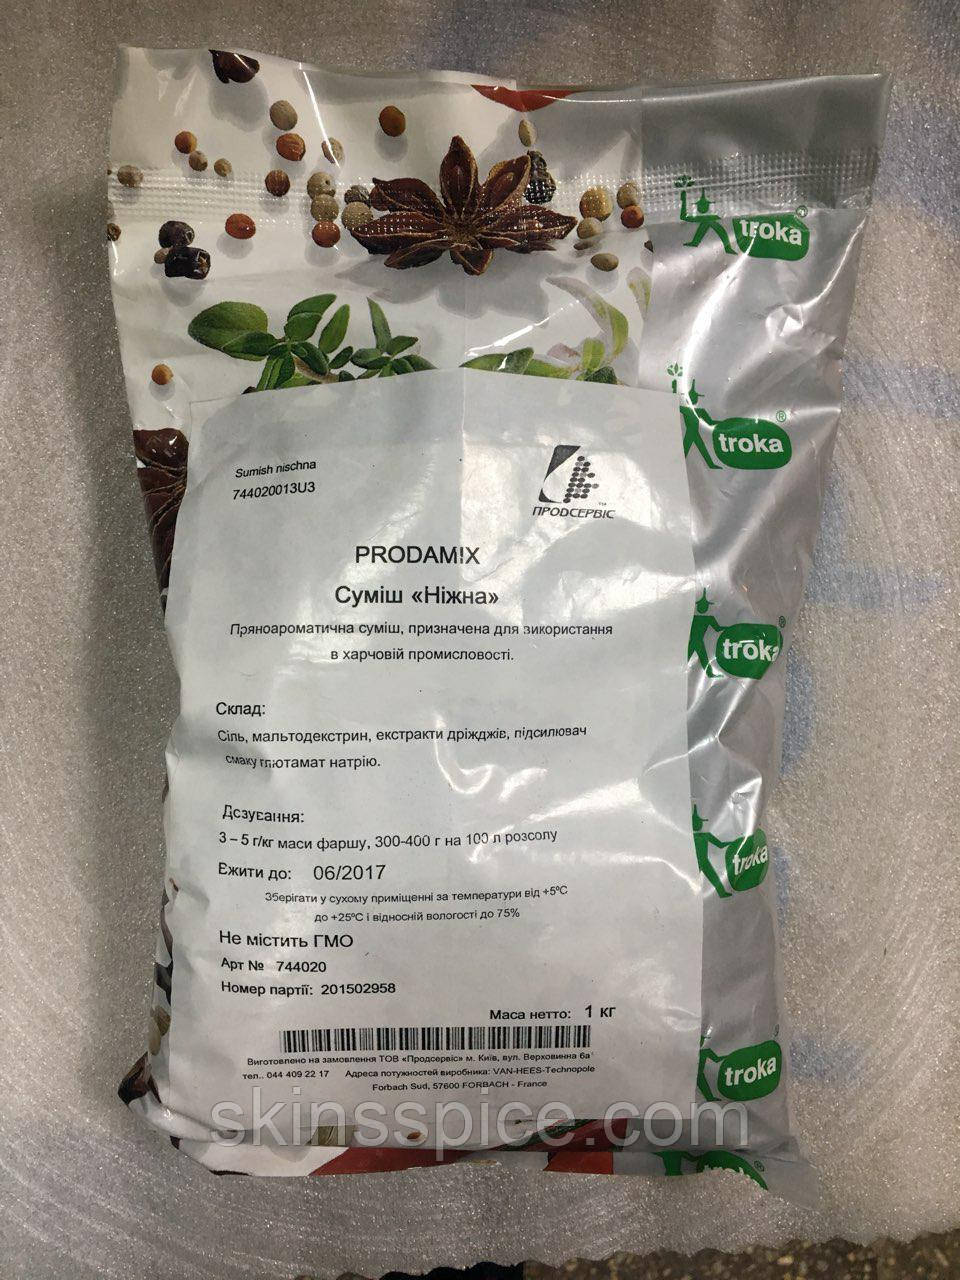 troka ®
troka ®
troka
troka
troka ®
troka ®
Sumish nischna
744020013U3
ПРОДСЕРВІС ™
PRODAMIX
Суміш «Ніжна»
Пряноароматична суміш, призначена для використання
в харчовій промисловості.
Склад:
Сіль, мальтодекстрин, екстракти дріжджів, підсилювач
смаку глютамат натрію.
Дозування:
3 – 5 г/кг маси фаршу, 300-400 г на 100 л розсолу
Вжити до: 06/2017
Зберігати у сухому приміщенні за температури від +5°С
до +25°С і відносній вологості до 75%
Не містить ГМО
Арт № 744020
Номер партії: 201502958
Маса нетто: 1 кг
Виготовлено на замовлення ТОВ «Продсервіс» м. Київ, вул. Верховинна 6а
тел.. 044 409 22 17 Адреса потужностей виробника: VAN-HEES-Technopole
Forbach Sud, 57600 FORBACH - France
skinsspice.com